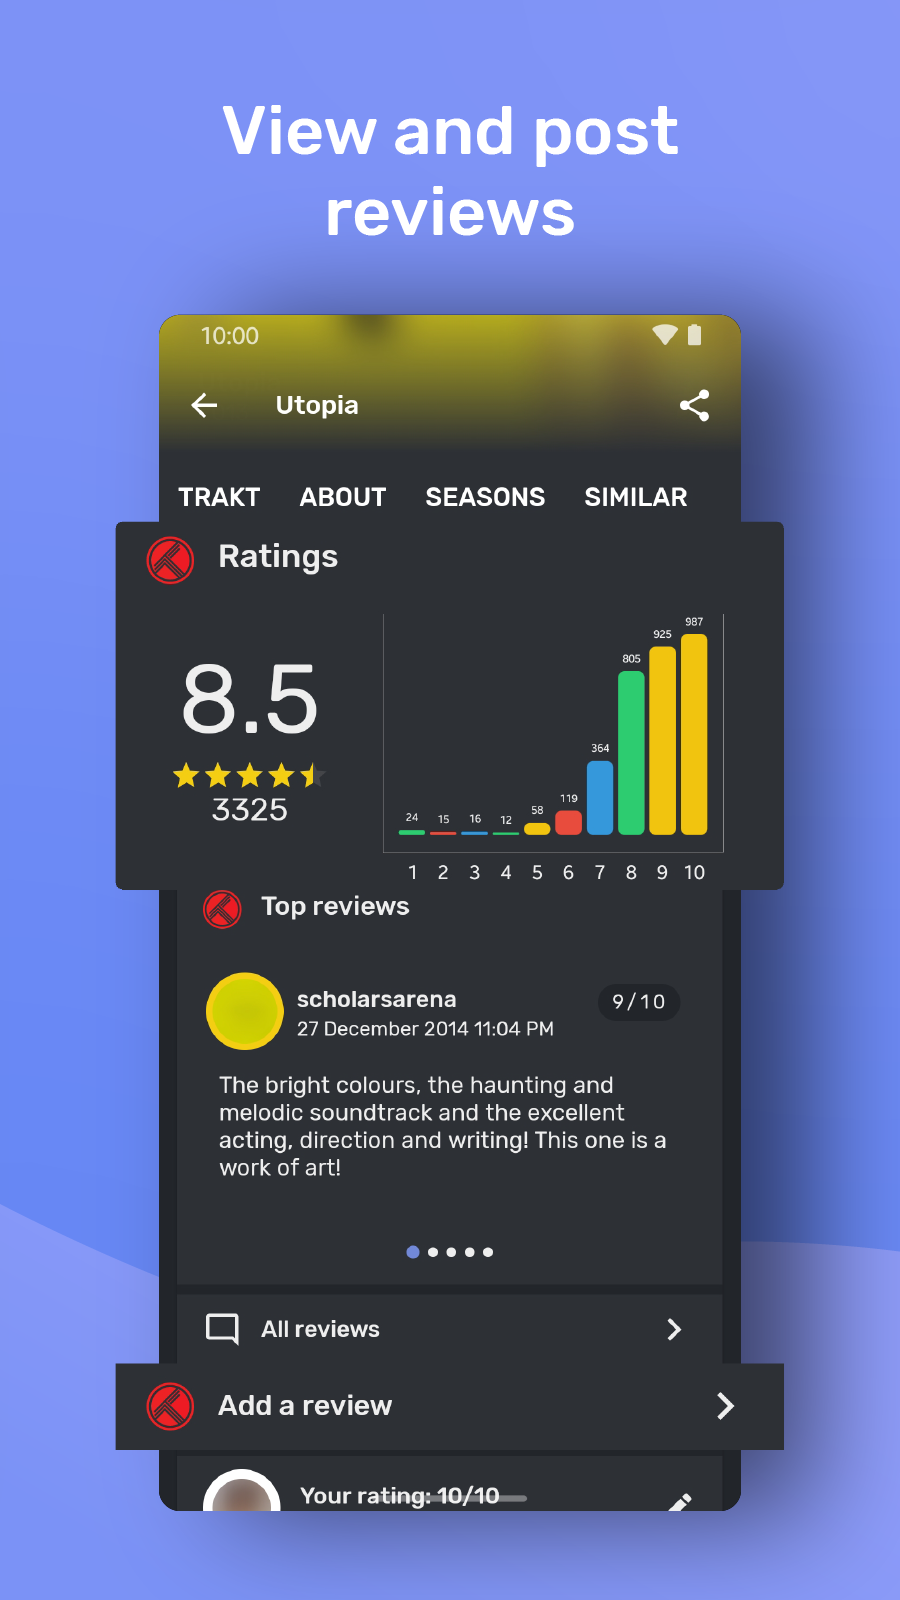 View and post
reviews
10:00
Utopia
TRAKT ABOUT SEASONS SIMILAR
Ratings
8.5
3325
24 15 16 12 58 119 364 805 925 987
1 2 3 4 5 6 7 8 9 10
Top reviews
scholarsarena
9/10
27 December 2014 11:04 PM
The bright colours, the haunting and
melodic soundtrack and the excellent
acting, direction and writing! This one is a
work of art!
All reviews
Add a review
Your rating: 10/10